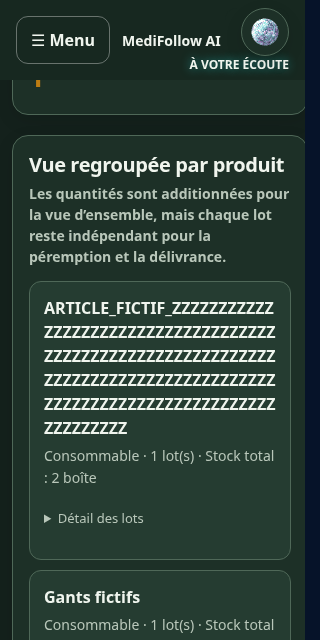 ☰ Menu
MediFollow AI
À VOTRE ÉCOUTE
Vue regroupée par produit
Les quantités sont additionnées pour
la vue d’ensemble, mais chaque lot
reste indépendant pour la
péremption et la délivrance.
ARTICLE_FICTIF_ZZZZZZZZZZZ
ZZZZZZZZZZZZZZZZZZZZZZZZZ
ZZZZZZZZZZZZZZZZZZZZZZZZZ
ZZZZZZZZZZZZZZZZZZZZZZZZZ
ZZZZZZZZZZZZZZZZZZZZZZZZZ
ZZZZZZZZZ
Consommable · 1 lot(s) · Stock total
: 2 boîte
▶ Détail des lots
Gants fictifs
Consommable · 1 lot(s) · Stock total